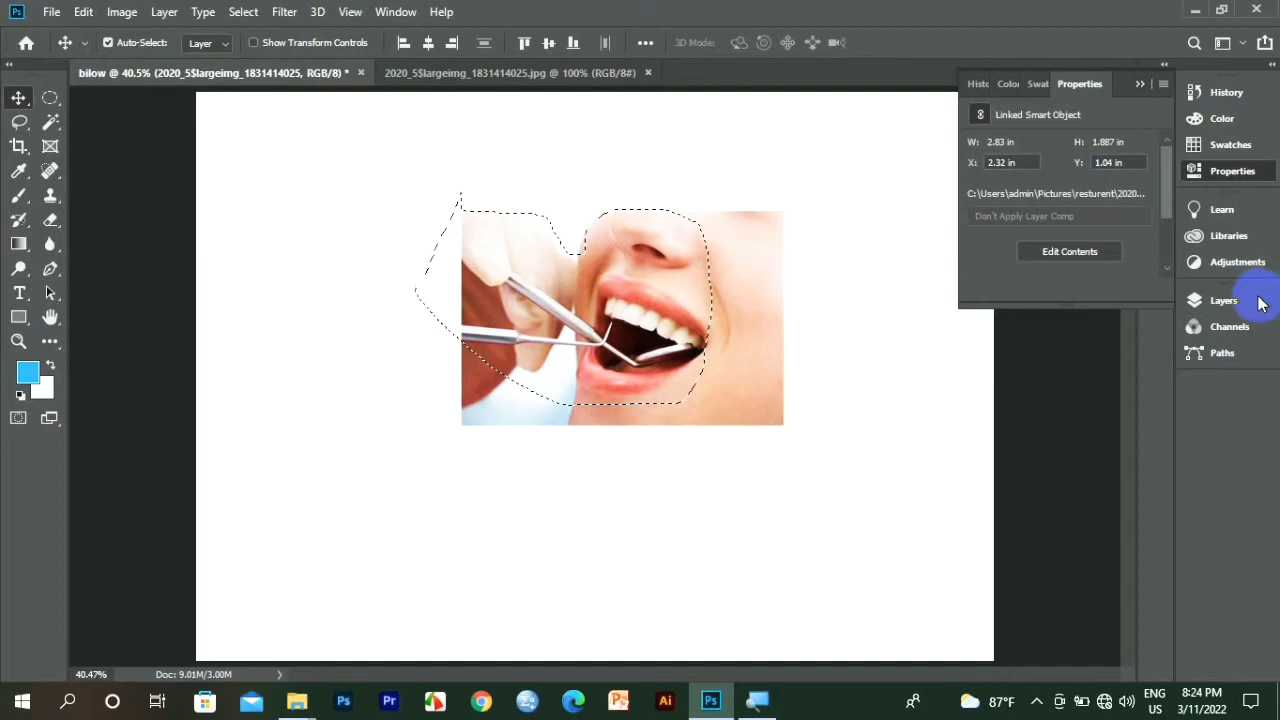 File Edit Image Layer Type Select Filter 3D View Window Help
Auto-Select: Layer Show Transform Controls 3D Mode:
bilow @ 40.5% (2020_5$largeimg_1831414025, RGB/8) * × 2020_5$largeimg_1831414025.jpg @ 100% (RGB/8#) ×
Histo Color Swat Properties
Linked Smart Object
W: 2.83 in H: 1.887 in
X: 2.32 in Y: 1.04 in
C:\Users\admin\Pictures\resturent\2020...
Don't Apply Layer Comp
Edit Contents
History
Color
Swatches
Properties
Learn
Libraries
Adjustments
Layers
Channels
Paths
40.47% Doc: 9.01M/3.00M
87°F ENG US 8:24 PM 3/11/2022